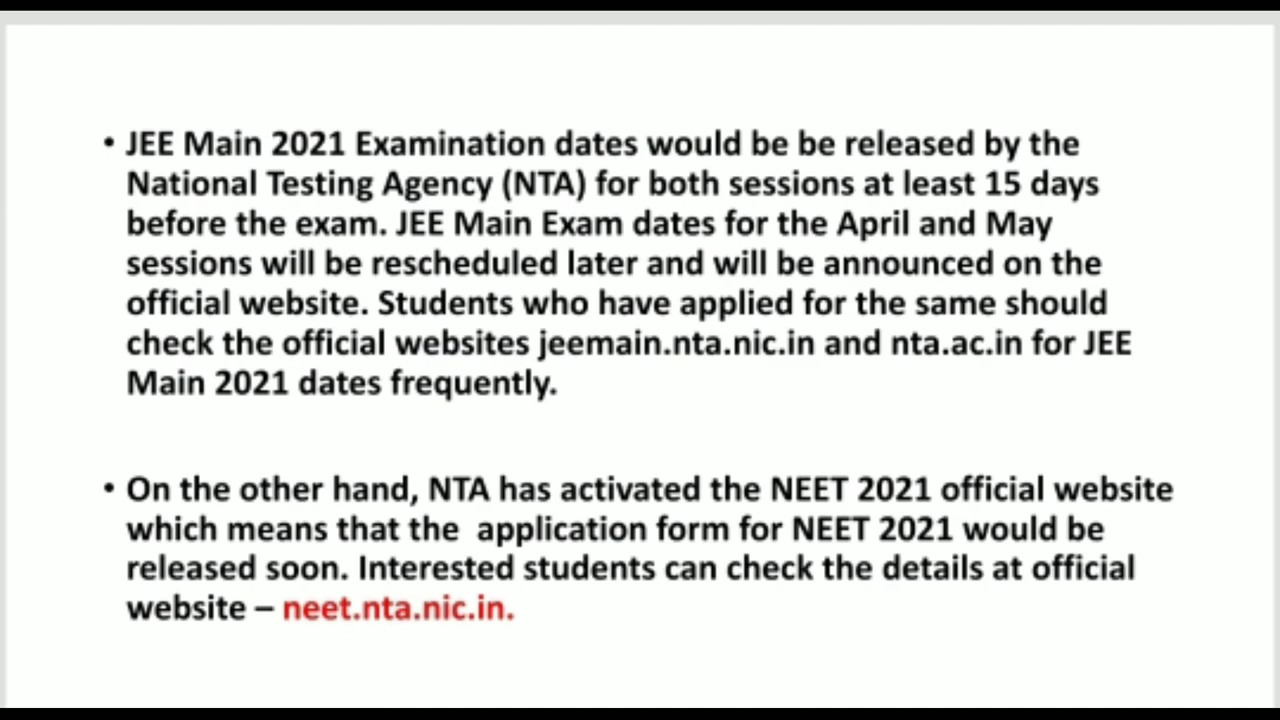 • JEE Main 2021 Examination dates would be be released by the
National Testing Agency (NTA) for both sessions at least 15 days
before the exam. JEE Main Exam dates for the April and May
sessions will be rescheduled later and will be announced on the
official website. Students who have applied for the same should
check the official websites jeemain.nta.nic.in and nta.ac.in for JEE
Main 2021 dates frequently.
• On the other hand, NTA has activated the NEET 2021 official website
which means that the  application form for NEET 2021 would be
released soon. Interested students can check the details at official
website – neet.nta.nic.in.